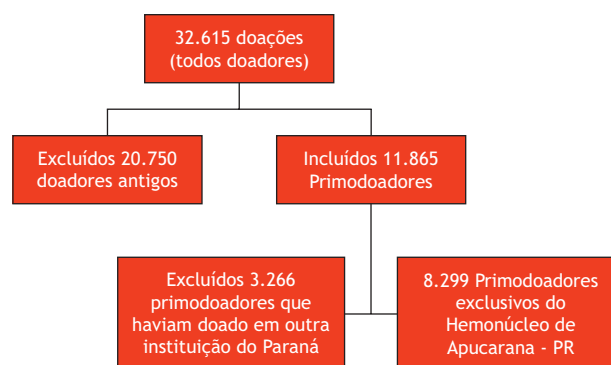 32.615 doações
(todos doadores)
Excluídos 20.750
doadores antigos
Incluídos 11.865
Primodoadores
Excluídos 3.266
primodoadores que
haviam doado em outra
instituição do Paraná
8.299 Primodoadores
exclusivos do
Hemonúcleo de
Apucarana - PR